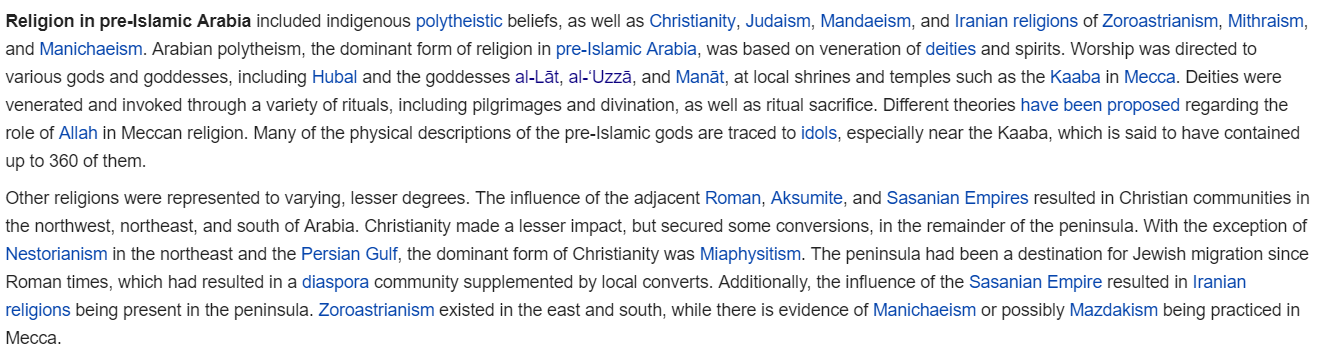 Religion in pre-Islamic Arabia included indigenous polytheistic beliefs, as well as Christianity, Judaism, Mandaeism, and Iranian religions of Zoroastrianism, Mithraism,
and Manichaeism. Arabian polytheism, the dominant form of religion in pre-Islamic Arabia, was based on veneration of deities and spirits. Worship was directed to
various gods and goddesses, including Hubal and the goddesses al-Lāt, al-‘Uzzā, and Manāt, at local shrines and temples such as the Kaaba in Mecca. Deities were
venerated and invoked through a variety of rituals, including pilgrimages and divination, as well as ritual sacrifice. Different theories have been proposed regarding the
role of Allah in Meccan religion. Many of the physical descriptions of the pre-Islamic gods are traced to idols, especially near the Kaaba, which is said to have contained
up to 360 of them.
Other religions were represented to varying, lesser degrees. The influence of the adjacent Roman, Aksumite, and Sasanian Empires resulted in Christian communities in
the northwest, northeast, and south of Arabia. Christianity made a lesser impact, but secured some conversions, in the remainder of the peninsula. With the exception of
Nestorianism in the northeast and the Persian Gulf, the dominant form of Christianity was Miaphysitism. The peninsula had been a destination for Jewish migration since
Roman times, which had resulted in a diaspora community supplemented by local converts. Additionally, the influence of the Sasanian Empire resulted in Iranian
religions being present in the peninsula. Zoroastrianism existed in the east and south, while there is evidence of Manichaeism or possibly Mazdakism being practiced in
Mecca.